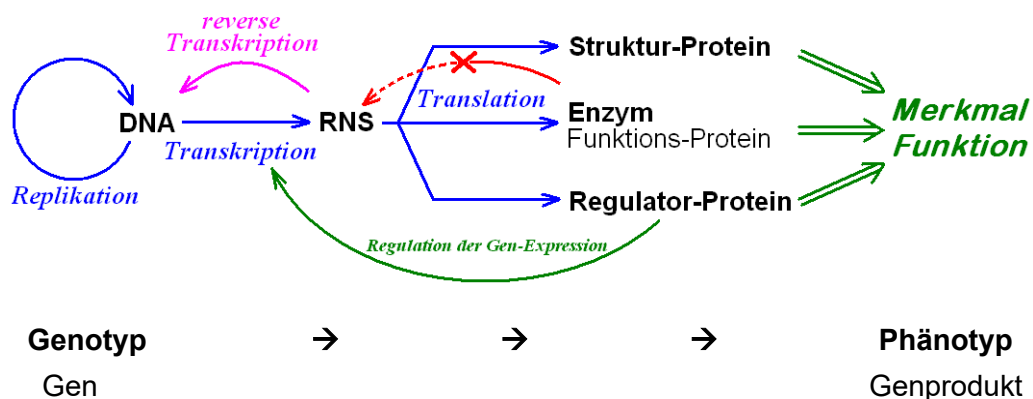 reverse
Transkription
Struktur-Protein
Translation
DNA
RNS
Enzym
Funktions-Protein
Merkmal
Funktion
Transkription
Replikation
Regulator-Protein
Regulation der Gen-Expression
Genotyp → → → Phänotyp
Gen Genprodukt